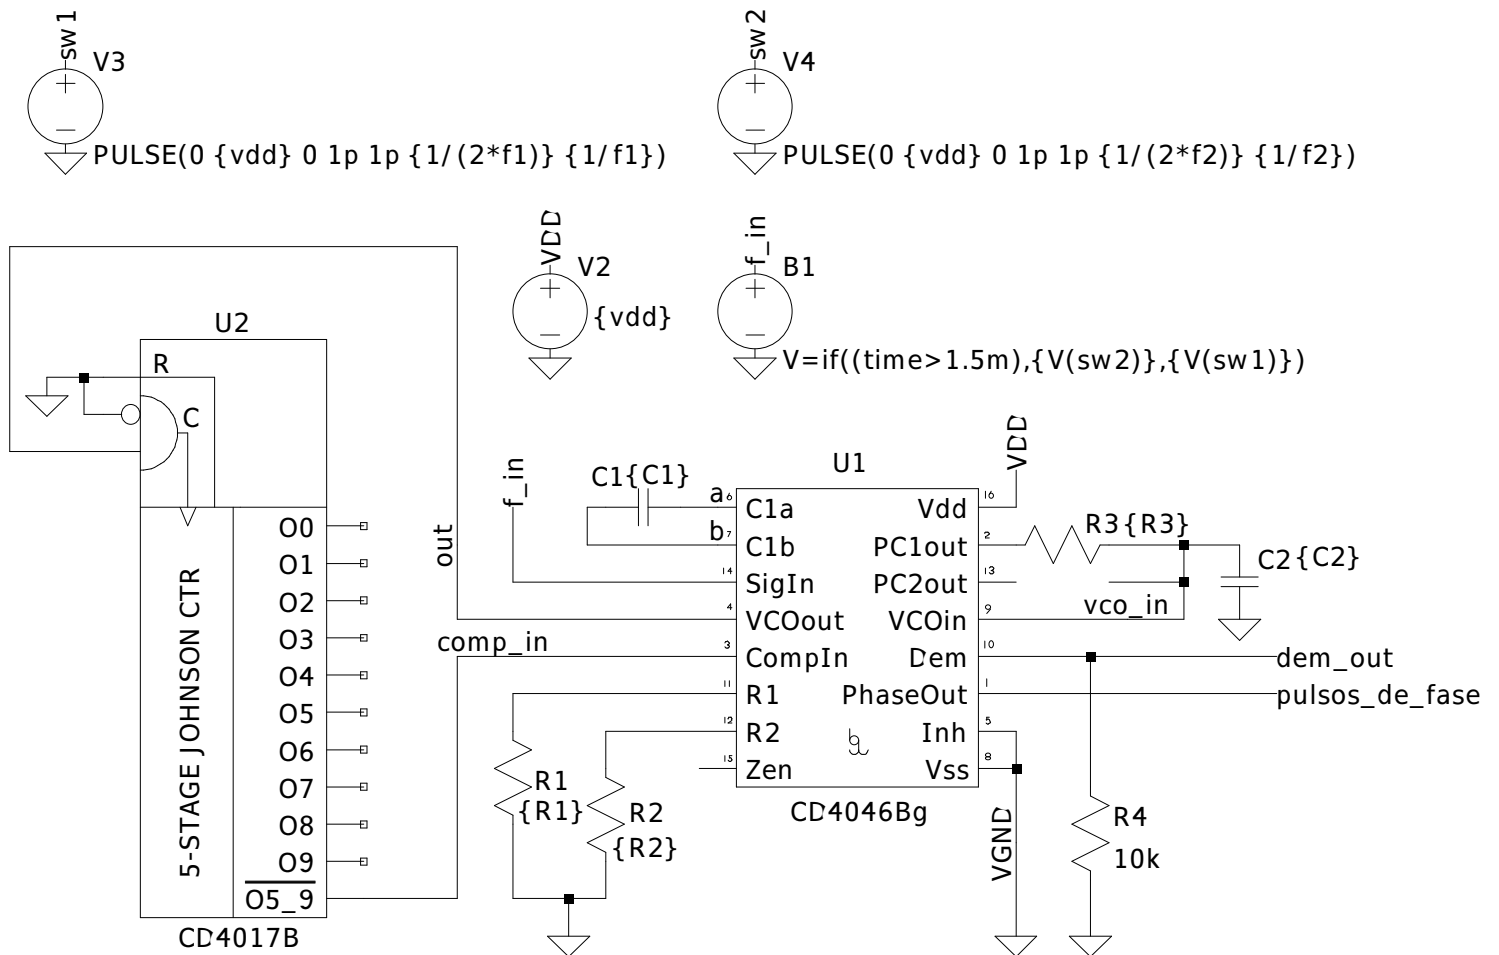 sw1
V3
PULSE(0 {vdd} 0 1p 1p {1/(2*f1)} {1/f1})
sw2
V4
PULSE(0 {vdd} 0 1p 1p {1/(2*f2)} {1/f2})
VDD
V2
{vdd}
f_in
B1
V=if((time>1.5m),{V(sw2)},{V(sw1)})
U2
R
C
5-STAGE JOHNSON CTR
O0
O1
O2
O3
O4
O5
O6
O7
O8
O9
O5_9
CD4017B
out
comp_in
f_in
C1{C1}
a
b
U1
VDD
6
C1a
7
C1b
14
SigIn
4
VCOout
3
CompIn
11
R1
12
R2
15
Zen
Vdd
16
PC1out
2
PC2out
13
VCOin
9
Dem
10
PhaseOut
1
Inh
5
Vss
8
CD4046Bg
R3{R3}
C2{C2}
vco_in
dem_out
pulsos_de_fase
R1
{R1}
R2
{R2}
VGND
R4
10k